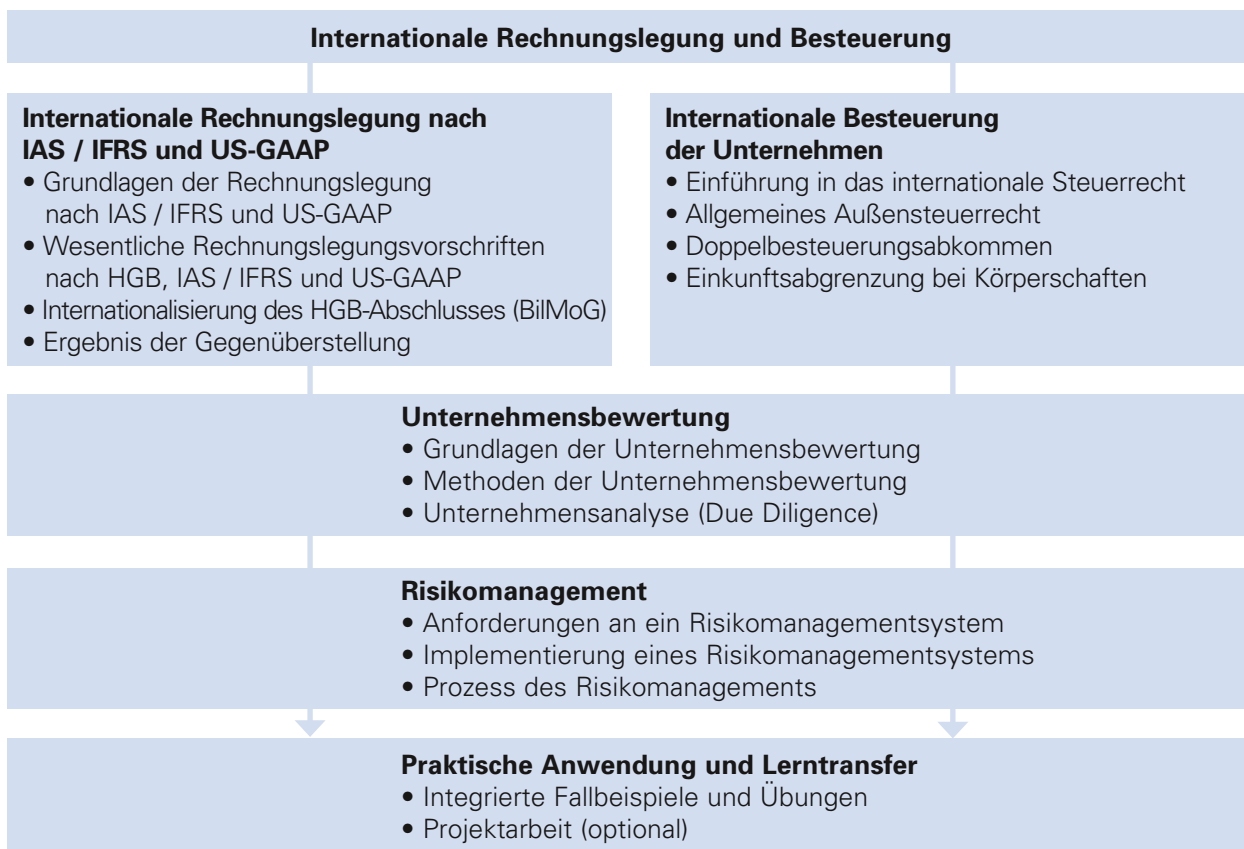 Internationale Rechnungslegung und Besteuerung
Internationale Rechnungslegung nach
IAS / IFRS und US-GAAP
• Grundlagen der Rechnungslegung
nach IAS / IFRS und US-GAAP
• Wesentliche Rechnungslegungsvorschriften
nach HGB, IAS / IFRS und US-GAAP
• Internationalisierung des HGB-Abschlusses (BilMoG)
• Ergebnis der Gegenüberstellung
Internationale Besteuerung
der Unternehmen
• Einführung in das internationale Steuerrecht
• Allgemeines Außensteuerrecht
• Doppelbesteuerungsabkommen
• Einkunftsabgrenzung bei Körperschaften
Unternehmensbewertung
• Grundlagen der Unternehmensbewertung
• Methoden der Unternehmensbewertung
• Unternehmensanalyse (Due Diligence)
Risikomanagement
• Anforderungen an ein Risikomanagementsystem
• Implementierung eines Risikomanagementsystems
• Prozess des Risikomanagements
Praktische Anwendung und Lerntransfer
• Integrierte Fallbeispiele und Übungen
• Projektarbeit (optional)